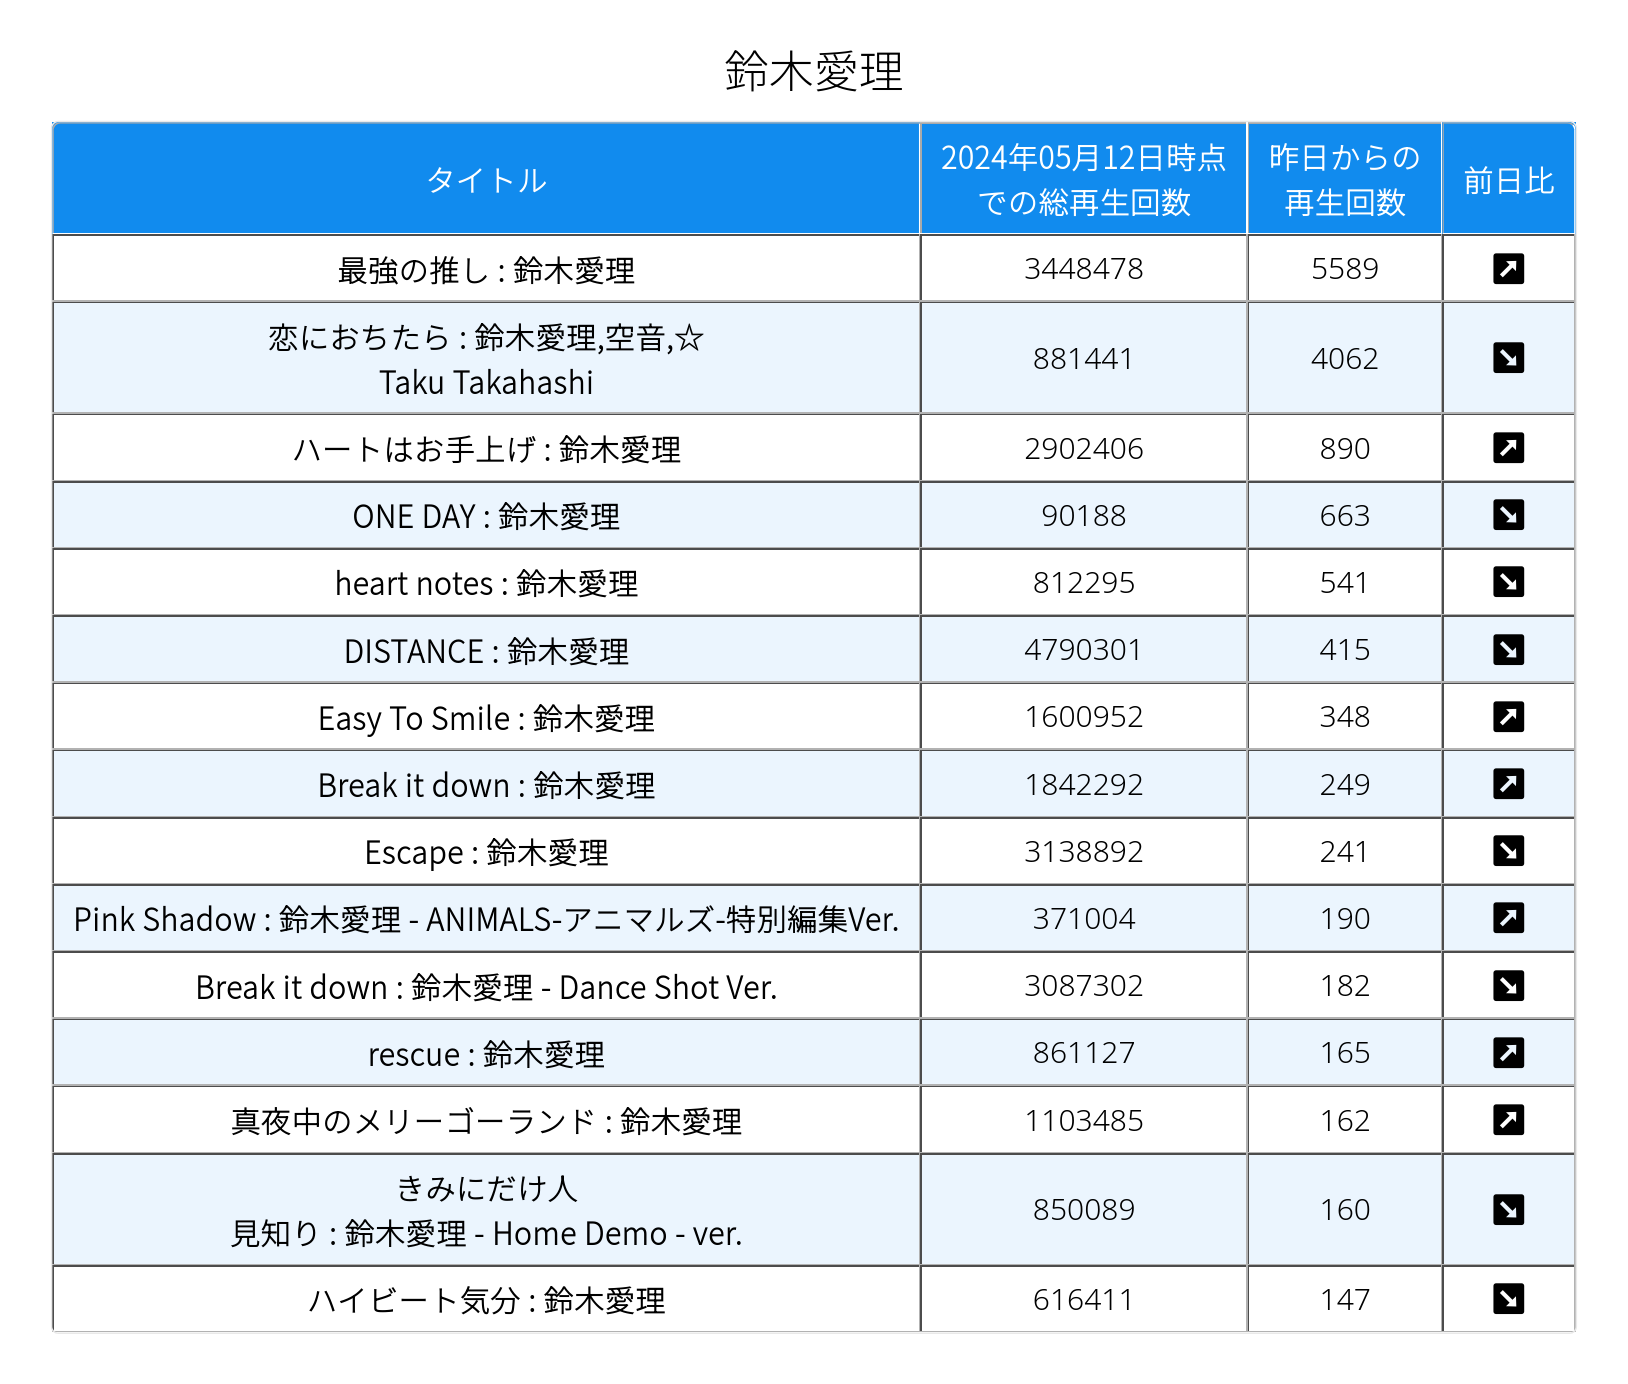 鈴木愛理
タイトル
2024年05月12日時点
での総再生回数
昨日からの
再生回数
前日比
最強の推し : 鈴木愛理 3448478 5589 ↗
恋におちたら : 鈴木愛理,空音,☆
Taku Takahashi
881441 4062 ↘
ハートはお手上げ : 鈴木愛理 2902406 890 ↗
ONE DAY : 鈴木愛理 90188 663 ↘
heart notes : 鈴木愛理 812295 541 ↘
DISTANCE : 鈴木愛理 4790301 415 ↘
Easy To Smile : 鈴木愛理 1600952 348 ↗
Break it down : 鈴木愛理 1842292 249 ↗
Escape : 鈴木愛理 3138892 241 ↘
Pink Shadow : 鈴木愛理 - ANIMALS-アニマルズ-特別編集Ver. 371004 190 ↗
Break it down : 鈴木愛理 - Dance Shot Ver. 3087302 182 ↘
rescue : 鈴木愛理 861127 165 ↗
真夜中のメリーゴーランド : 鈴木愛理 1103485 162 ↗
きみにだけ人
見知り : 鈴木愛理 - Home Demo - ver.
850089 160 ↘
ハイビート気分 : 鈴木愛理 616411 147 ↘